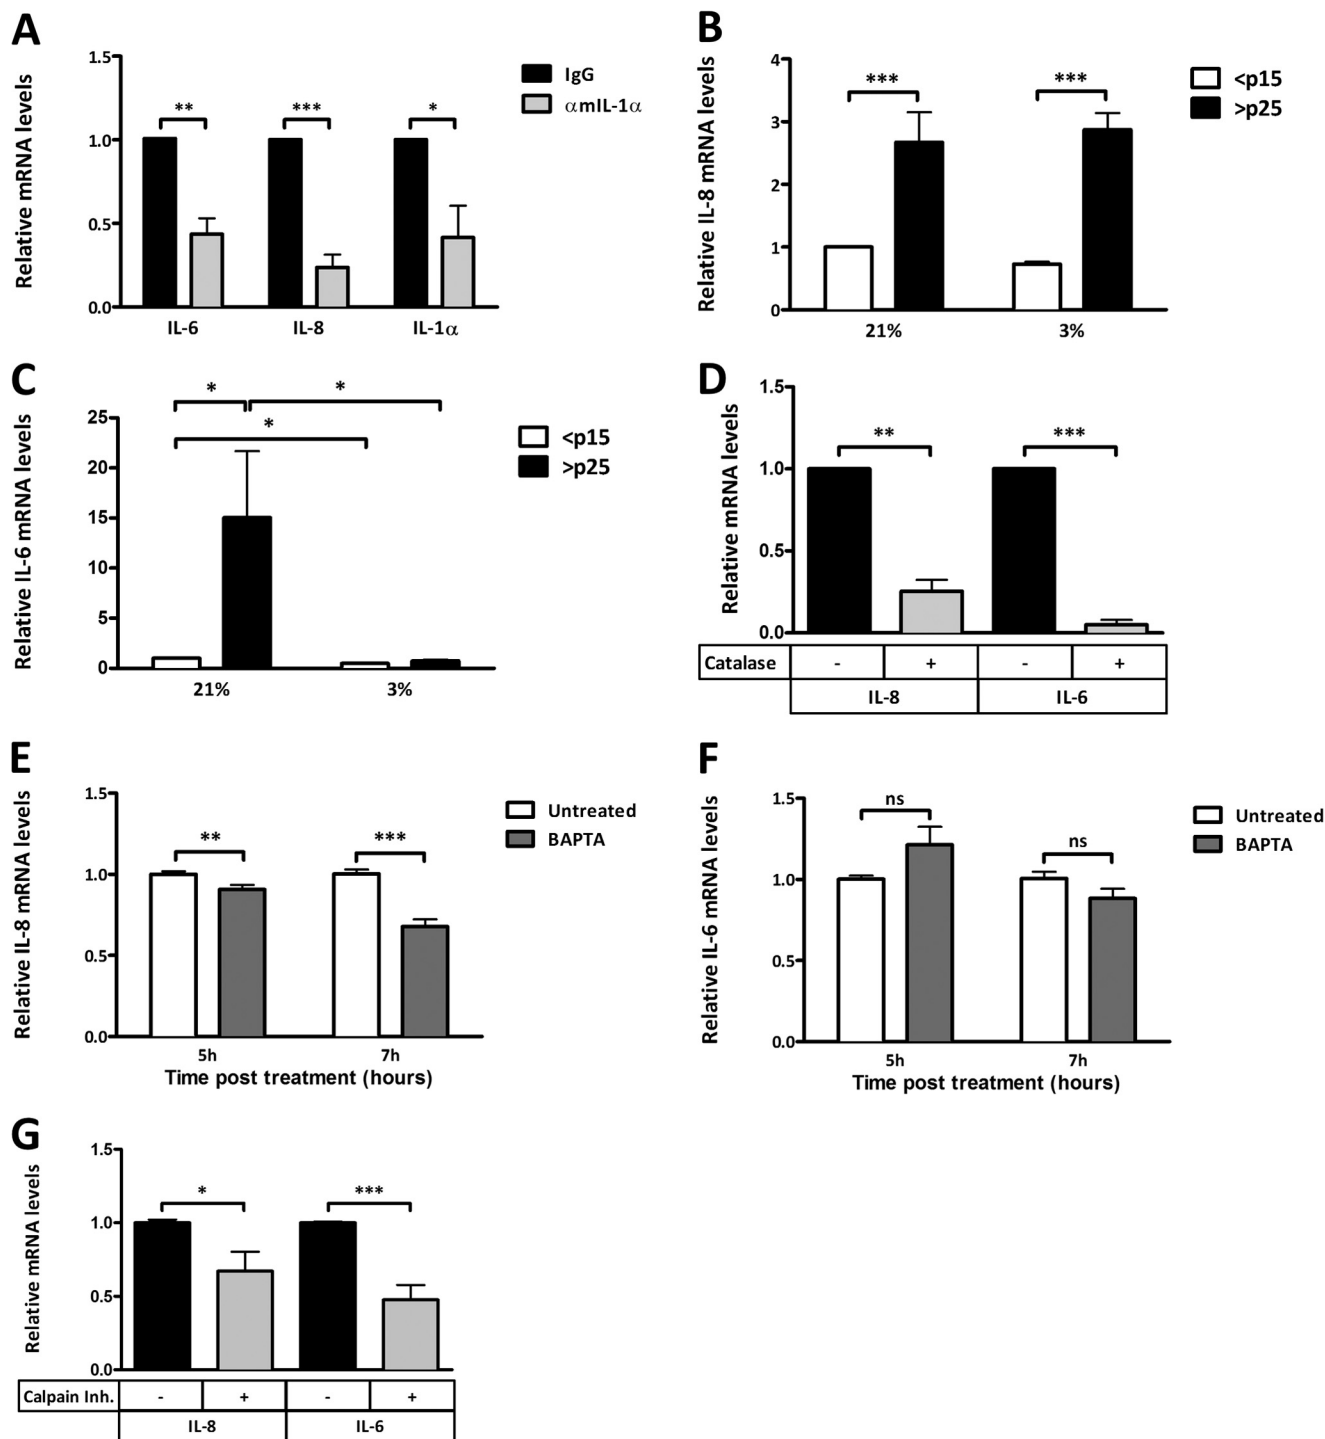 A
Relative mRNA levels
1.5
1.0
0.5
0.0
** *** *
IL-6 IL-8 IL-1α
IgG
αmIL-1α
B
Relative IL-8 mRNA levels
4
3
2
1
0
*** ***
21% 3%
<p15
>p25
C
Relative IL-6 mRNA levels
25
20
15
10
5
0
* *
*
21% 3%
<p15
>p25
D
Relative mRNA levels
1.5
1.0
0.5
0.0
** ***
Catalase - + - +
IL-8 IL-6
E
Relative IL-8 mRNA levels
1.5
1.0
0.5
0.0
** ***
5h 7h
Time post treatment (hours)
Untreated
BAPTA
F
Relative IL-6 mRNA levels
1.5
1.0
0.5
0.0
ns ns
5h 7h
Time post treatment (hours)
Untreated
BAPTA
G
Relative mRNA levels
1.5
1.0
0.5
0.0
* ***
Calpain Inh. - + - +
IL-8 IL-6